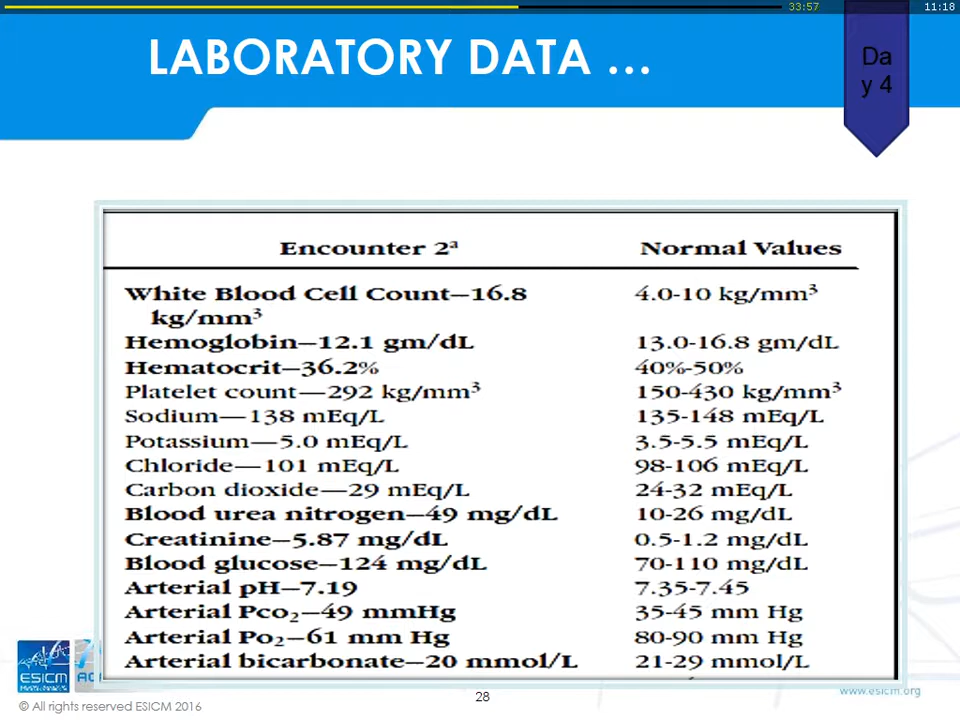 33:57
11:18
LABORATORY DATA …
Da
y 4
Encounter 2ᵃ Normal Values
White Blood Cell Count—16.8 4.0-10 kg/mm³
kg/mm³
Hemoglobin—12.1 gm/dL 13.0-16.8 gm/dL
Hematocrit—36.2% 40%-50%
Platelet count—292 kg/mm³ 150-430 kg/mm³
Sodium—138 mEq/L 135-148 mEq/L
Potassium—5.0 mEq/L 3.5-5.5 mEq/L
Chloride—101 mEq/L 98-106 mEq/L
Carbon dioxide—29 mEq/L 24-32 mEq/L
Blood urea nitrogen—49 mg/dL 10-26 mg/dL
Creatinine—5.87 mg/dL 0.5-1.2 mg/dL
Blood glucose—124 mg/dL 70-110 mg/dL
Arterial pH—7.19 7.35-7.45
Arterial Pco₂—49 mmHg 35-45 mm Hg
Arterial Po₂—61 mm Hg 80-90 mm Hg
Arterial bicarbonate—20 mmol/L 21-29 mmol/L
ESICM
www.esicm.org
28
© All rights reserved ESICM 2016